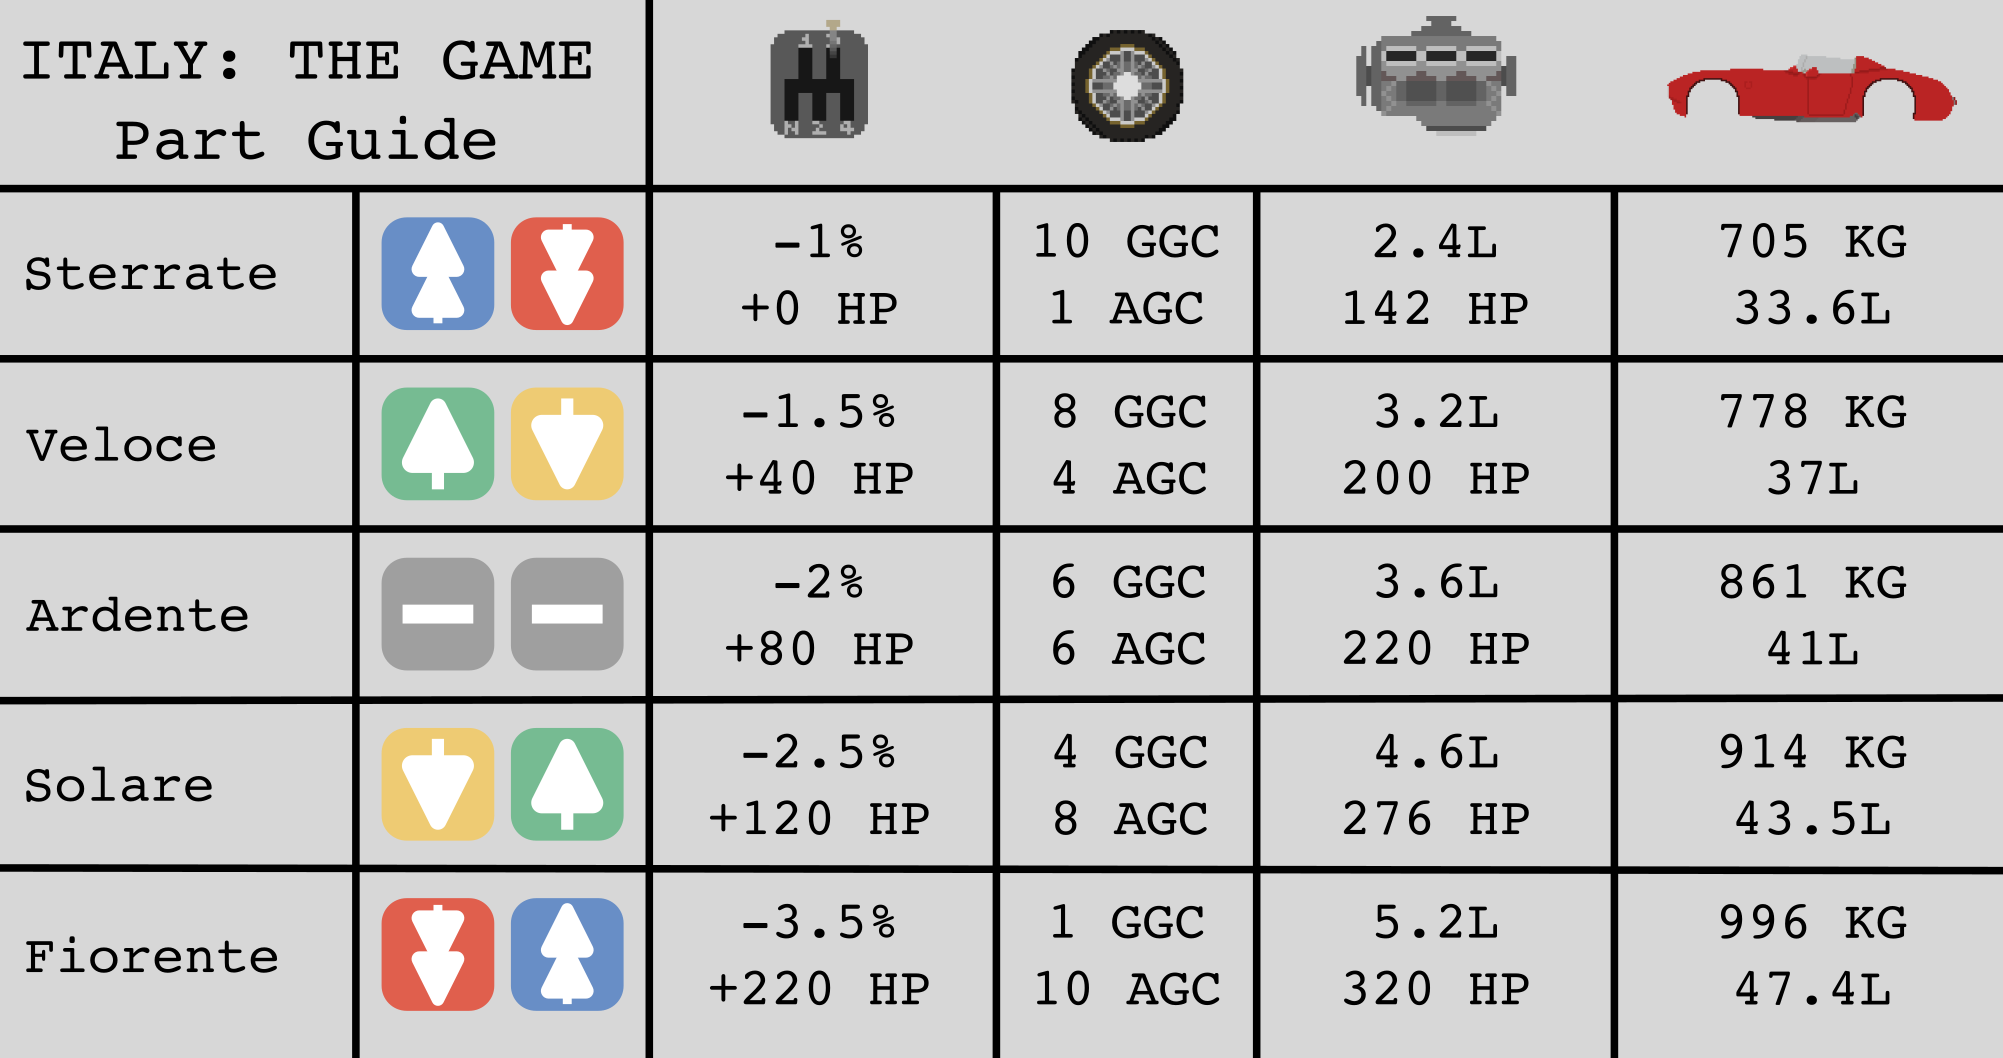 ITALY: THE GAME
Part Guide
1 3
N 2 4
Sterrate
-1%
+0 HP
10 GGC
1 AGC
2.4L
142 HP
705 KG
33.6L
Veloce
-1.5%
+40 HP
8 GGC
4 AGC
3.2L
200 HP
778 KG
37L
Ardente
-2%
+80 HP
6 GGC
6 AGC
3.6L
220 HP
861 KG
41L
Solare
-2.5%
+120 HP
4 GGC
8 AGC
4.6L
276 HP
914 KG
43.5L
Fiorente
-3.5%
+220 HP
1 GGC
10 AGC
5.2L
320 HP
996 KG
47.4L